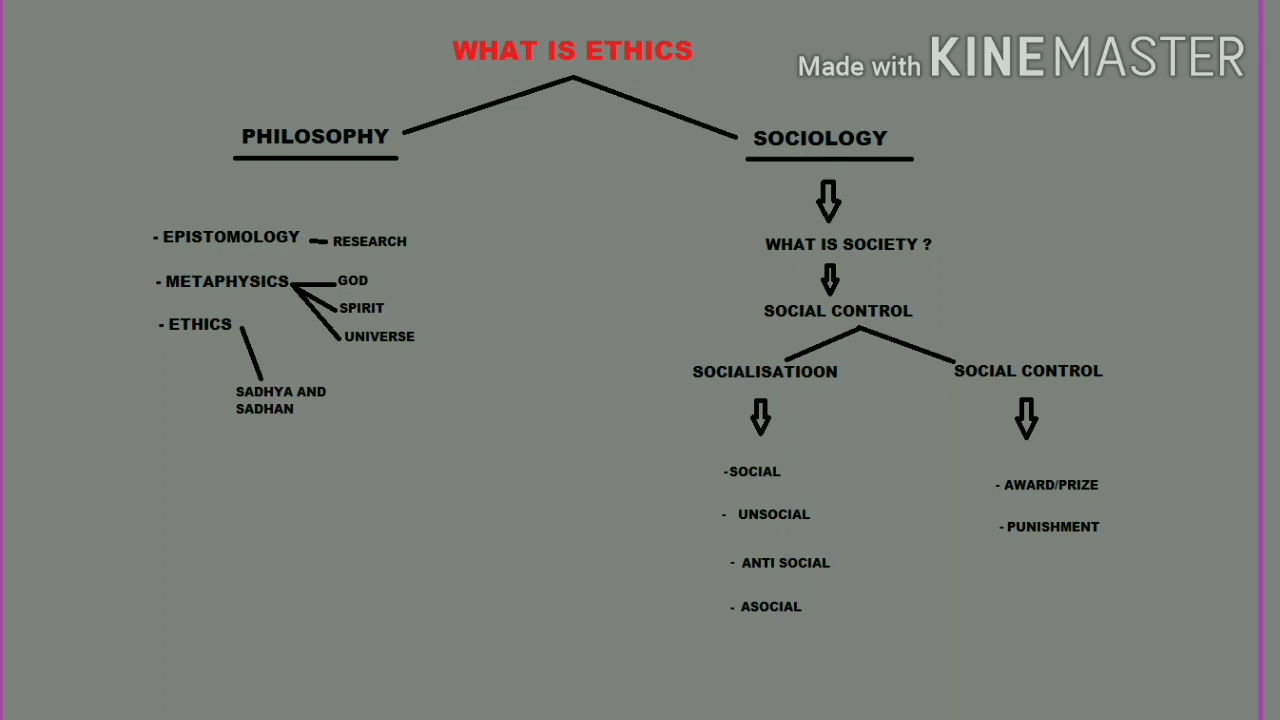 WHAT IS ETHICS
Made with KINEMASTER
PHILOSOPHY
SOCIOLOGY
- EPISTOMOLOGY
RESEARCH
- METAPHYSICS
GOD
SPIRIT
UNIVERSE
- ETHICS
SADHYA AND
SADHAN
WHAT IS SOCIETY ?
SOCIAL CONTROL
SOCIALISATIOON
SOCIAL CONTROL
-SOCIAL
- UNSOCIAL
- ANTI SOCIAL
- ASOCIAL
- AWARD/PRIZE
- PUNISHMENT